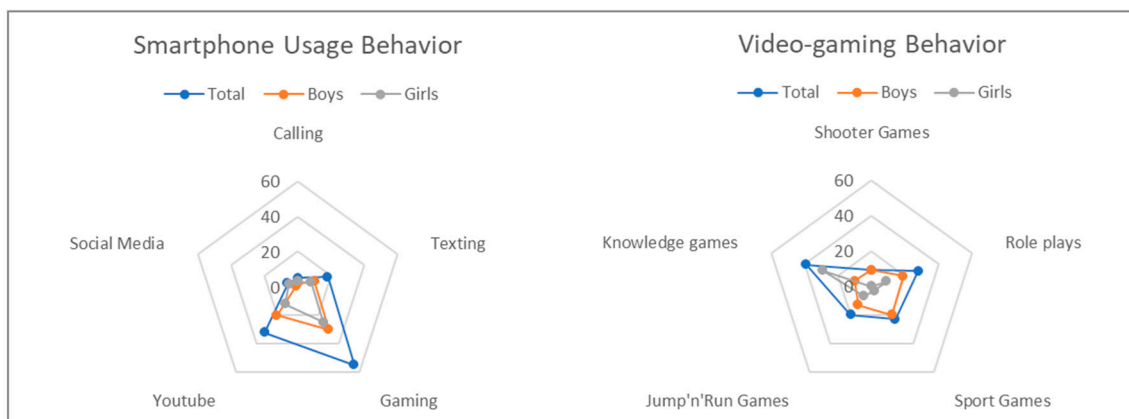 Smartphone Usage Behavior
Total Boys Girls
Calling
60
40
20
0
Social Media
Texting
Youtube
Gaming
Video-gaming Behavior
Total Boys Girls
Shooter Games
60
40
20
0
Knowledge games
Role plays
Jump'n'Run Games
Sport Games